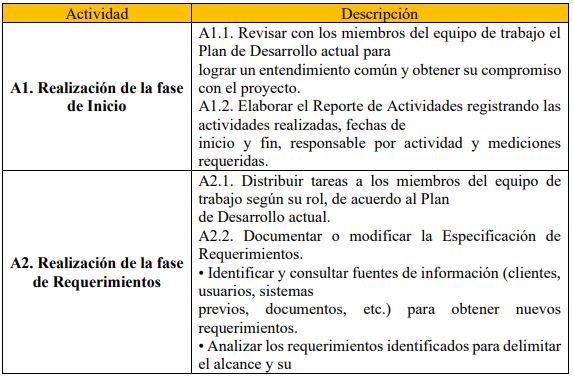 Actividad Descripción
A1. Realización de la fase
de Inicio
A1.1. Revisar con los miembros del equipo de trabajo el
Plan de Desarrollo actual para
lograr un entendimiento común y obtener su compromiso
con el proyecto.
A1.2. Elaborar el Reporte de Actividades registrando las
actividades realizadas, fechas de
inicio y fin, responsable por actividad y mediciones
requeridas.
A2. Realización de la fase
de Requerimientos
A2.1. Distribuir tareas a los miembros del equipo de
trabajo según su rol, de acuerdo al Plan
de Desarrollo actual.
A2.2. Documentar o modificar la Especificación de
Requerimientos.
• Identificar y consultar fuentes de información (clientes,
usuarios, sistemas
previos, documentos, etc.) para obtener nuevos
requerimientos.
• Analizar los requerimientos identificados para delimitar
el alcance y su